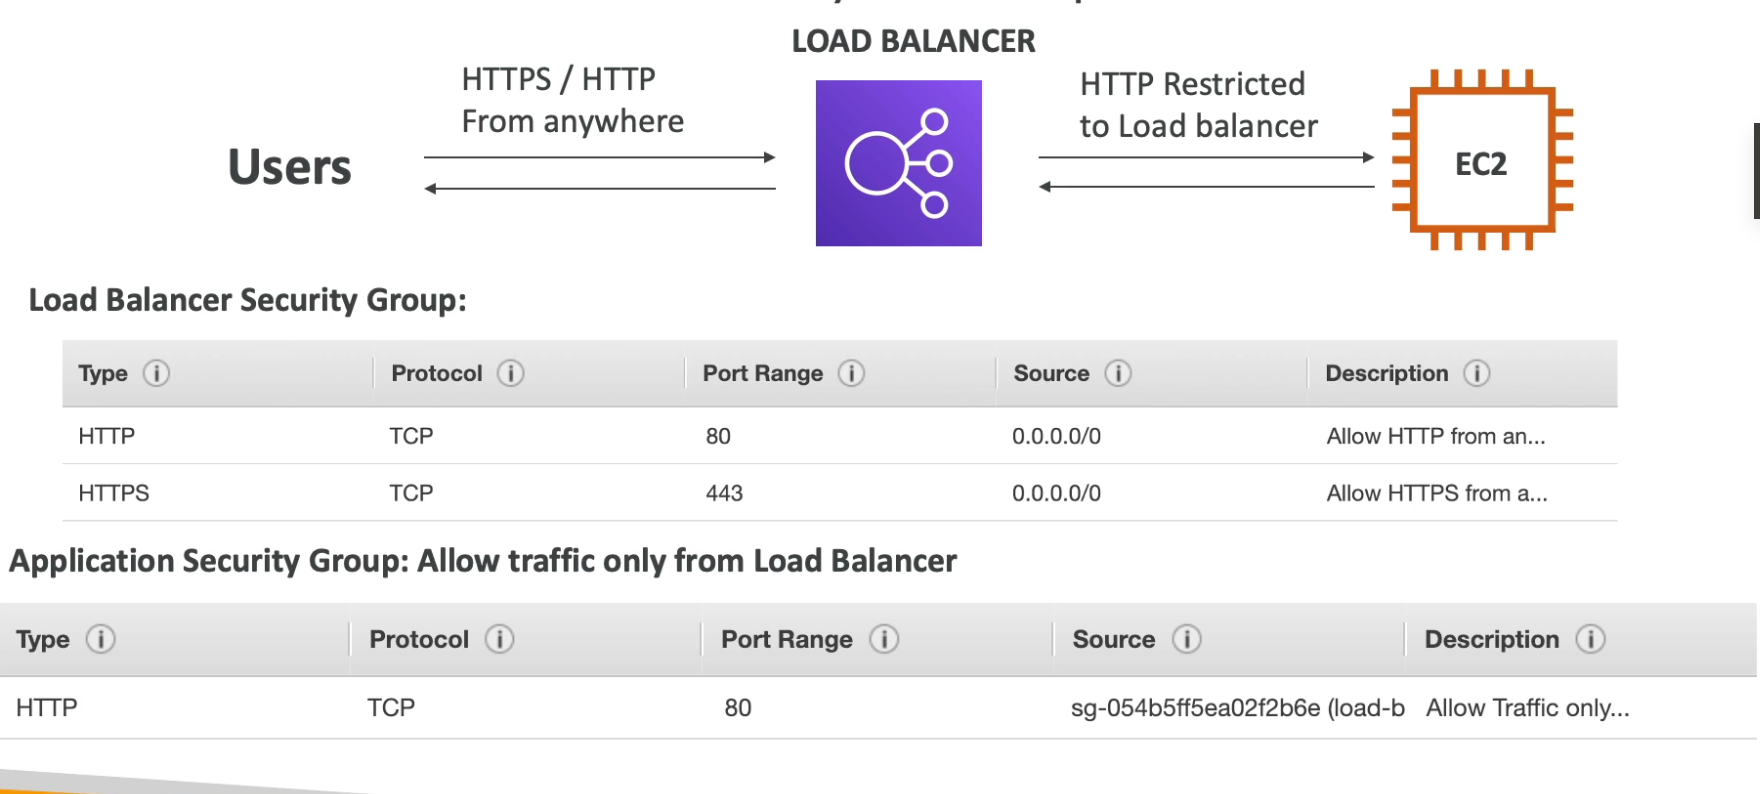 LOAD BALANCER
HTTPS / HTTP
From anywhere
HTTP Restricted
to Load balancer
Users
EC2
Load Balancer Security Group:
Type Protocol Port Range Source Description
HTTP TCP 80 0.0.0.0/0 Allow HTTP from an...
HTTPS TCP 443 0.0.0.0/0 Allow HTTPS from a...
Application Security Group: Allow traffic only from Load Balancer
Type Protocol Port Range Source Description
HTTP TCP 80 sg-054b5ff5ea02f2b6e (load-b Allow Traffic only...